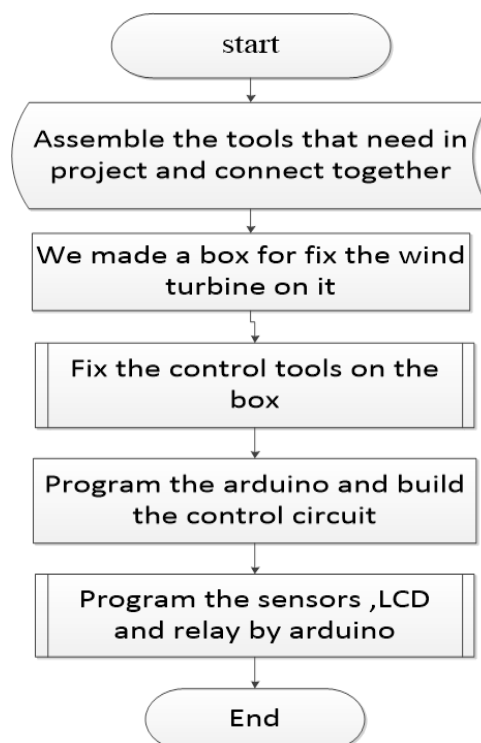 start
Assemble the tools that need in
project and connect together
We made a box for fix the wind
turbine on it
Fix the control tools on the
box
Program the arduino and build
the control circuit
Program the sensors ,LCD
and relay by arduino
End